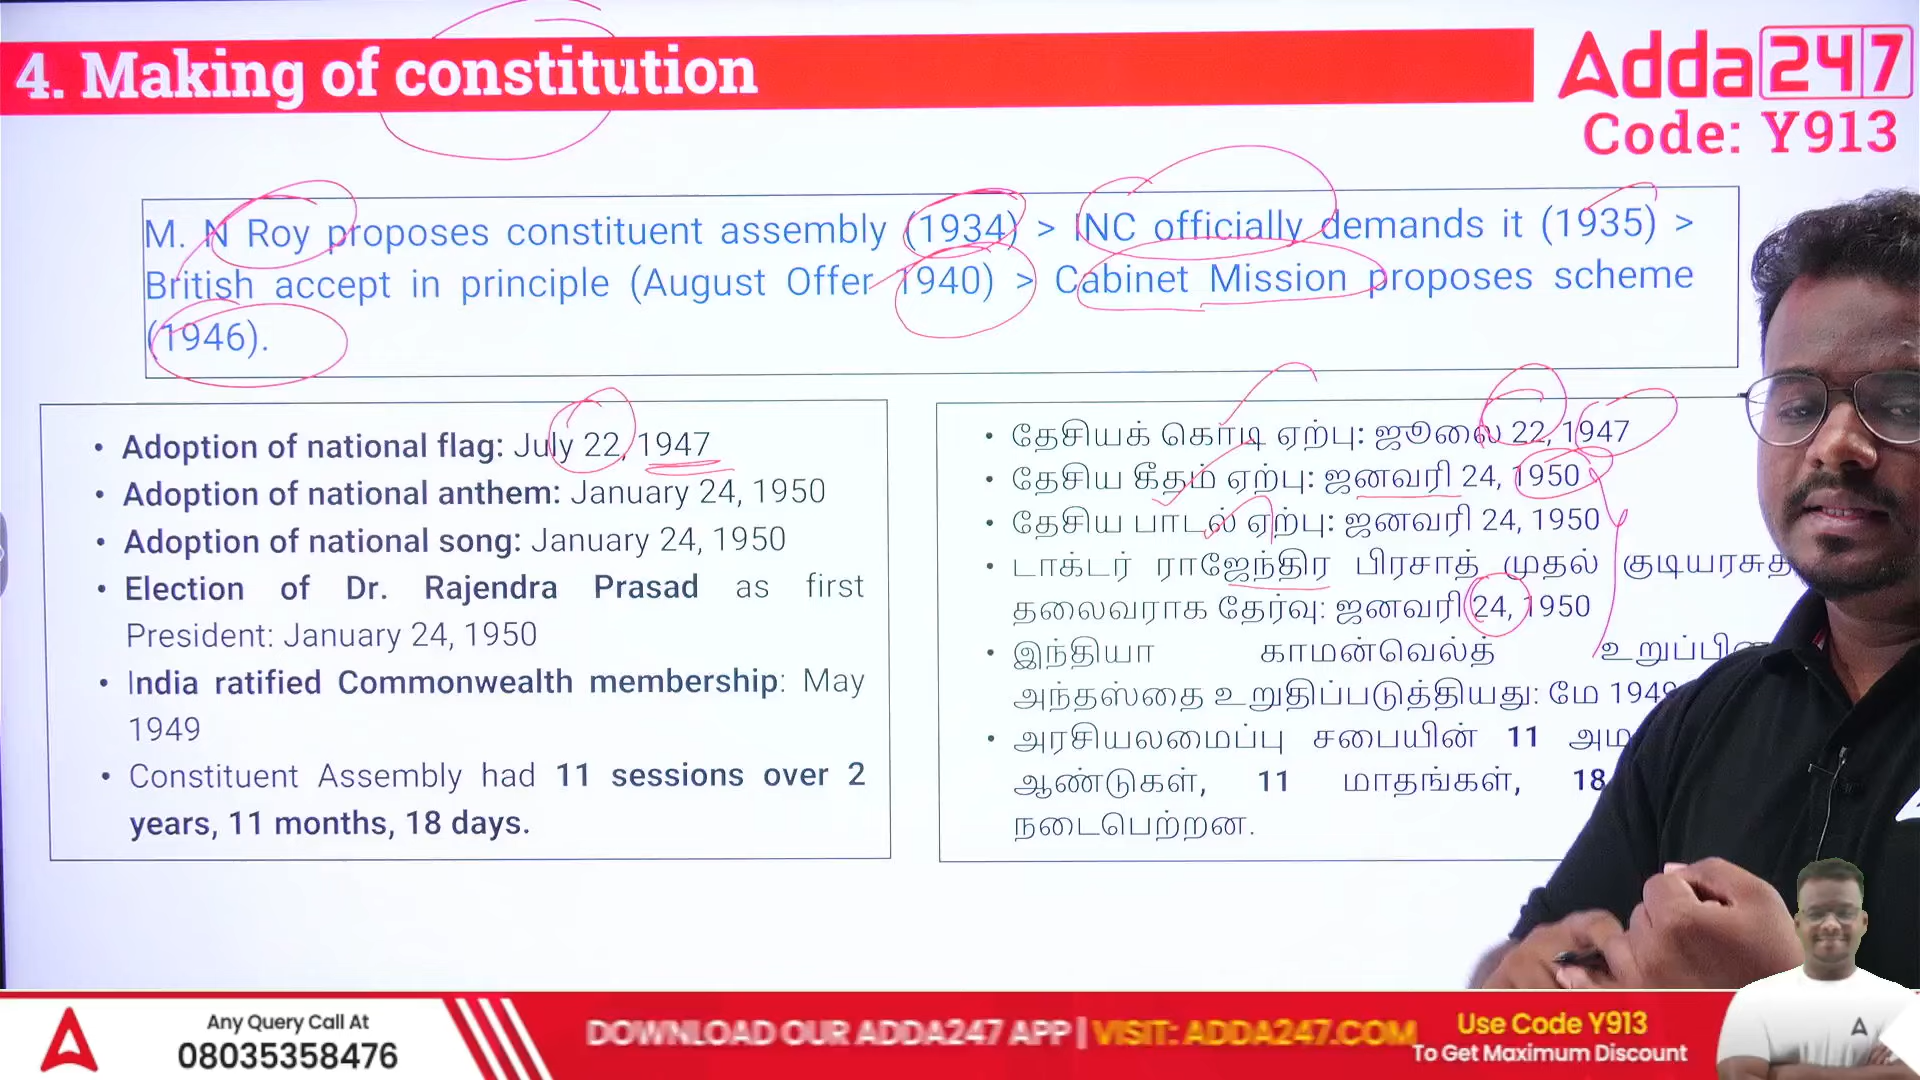 4. Making of constitution
Adda247
Code: Y913
M. N Roy proposes constituent assembly (1934) > INC officially demands it (1935) >
British accept in principle (August Offer 1940) > Cabinet Mission proposes scheme
(1946).
• Adoption of national flag: July 22, 1947
• Adoption of national anthem: January 24, 1950
• Adoption of national song: January 24, 1950
• Election of Dr. Rajendra Prasad as first
President: January 24, 1950
• India ratified Commonwealth membership: May
1949
• Constituent Assembly had 11 sessions over 2
years, 11 months, 18 days.
• தேசியக் கொடி ஏற்பு: ஜூலை 22, 1947
• தேசிய கீதம் ஏற்பு: ஜனவரி 24, 1950
• தேசிய பாடல் ஏற்பு: ஜனவரி 24, 1950
• டாக்டர் ராஜேந்திர பிரசாத் முதல்
தலைவராக தேர்வு: ஜனவரி 24, 1950
• இந்தியா காமன்வெல்த்
அந்தஸ்தை உறுதிப்படுத்தியது: மே 1949
• அரசியலமைப்பு சபையின் 11
ஆண்டுகள், 11 மாதங்கள், 18
நடைபெற்றன.
Any Query Call At
08035358476
DOWNLOAD OUR ADDA247 APP | VISIT: ADDA247.COM
Use Code Y913
To Get Maximum Discount